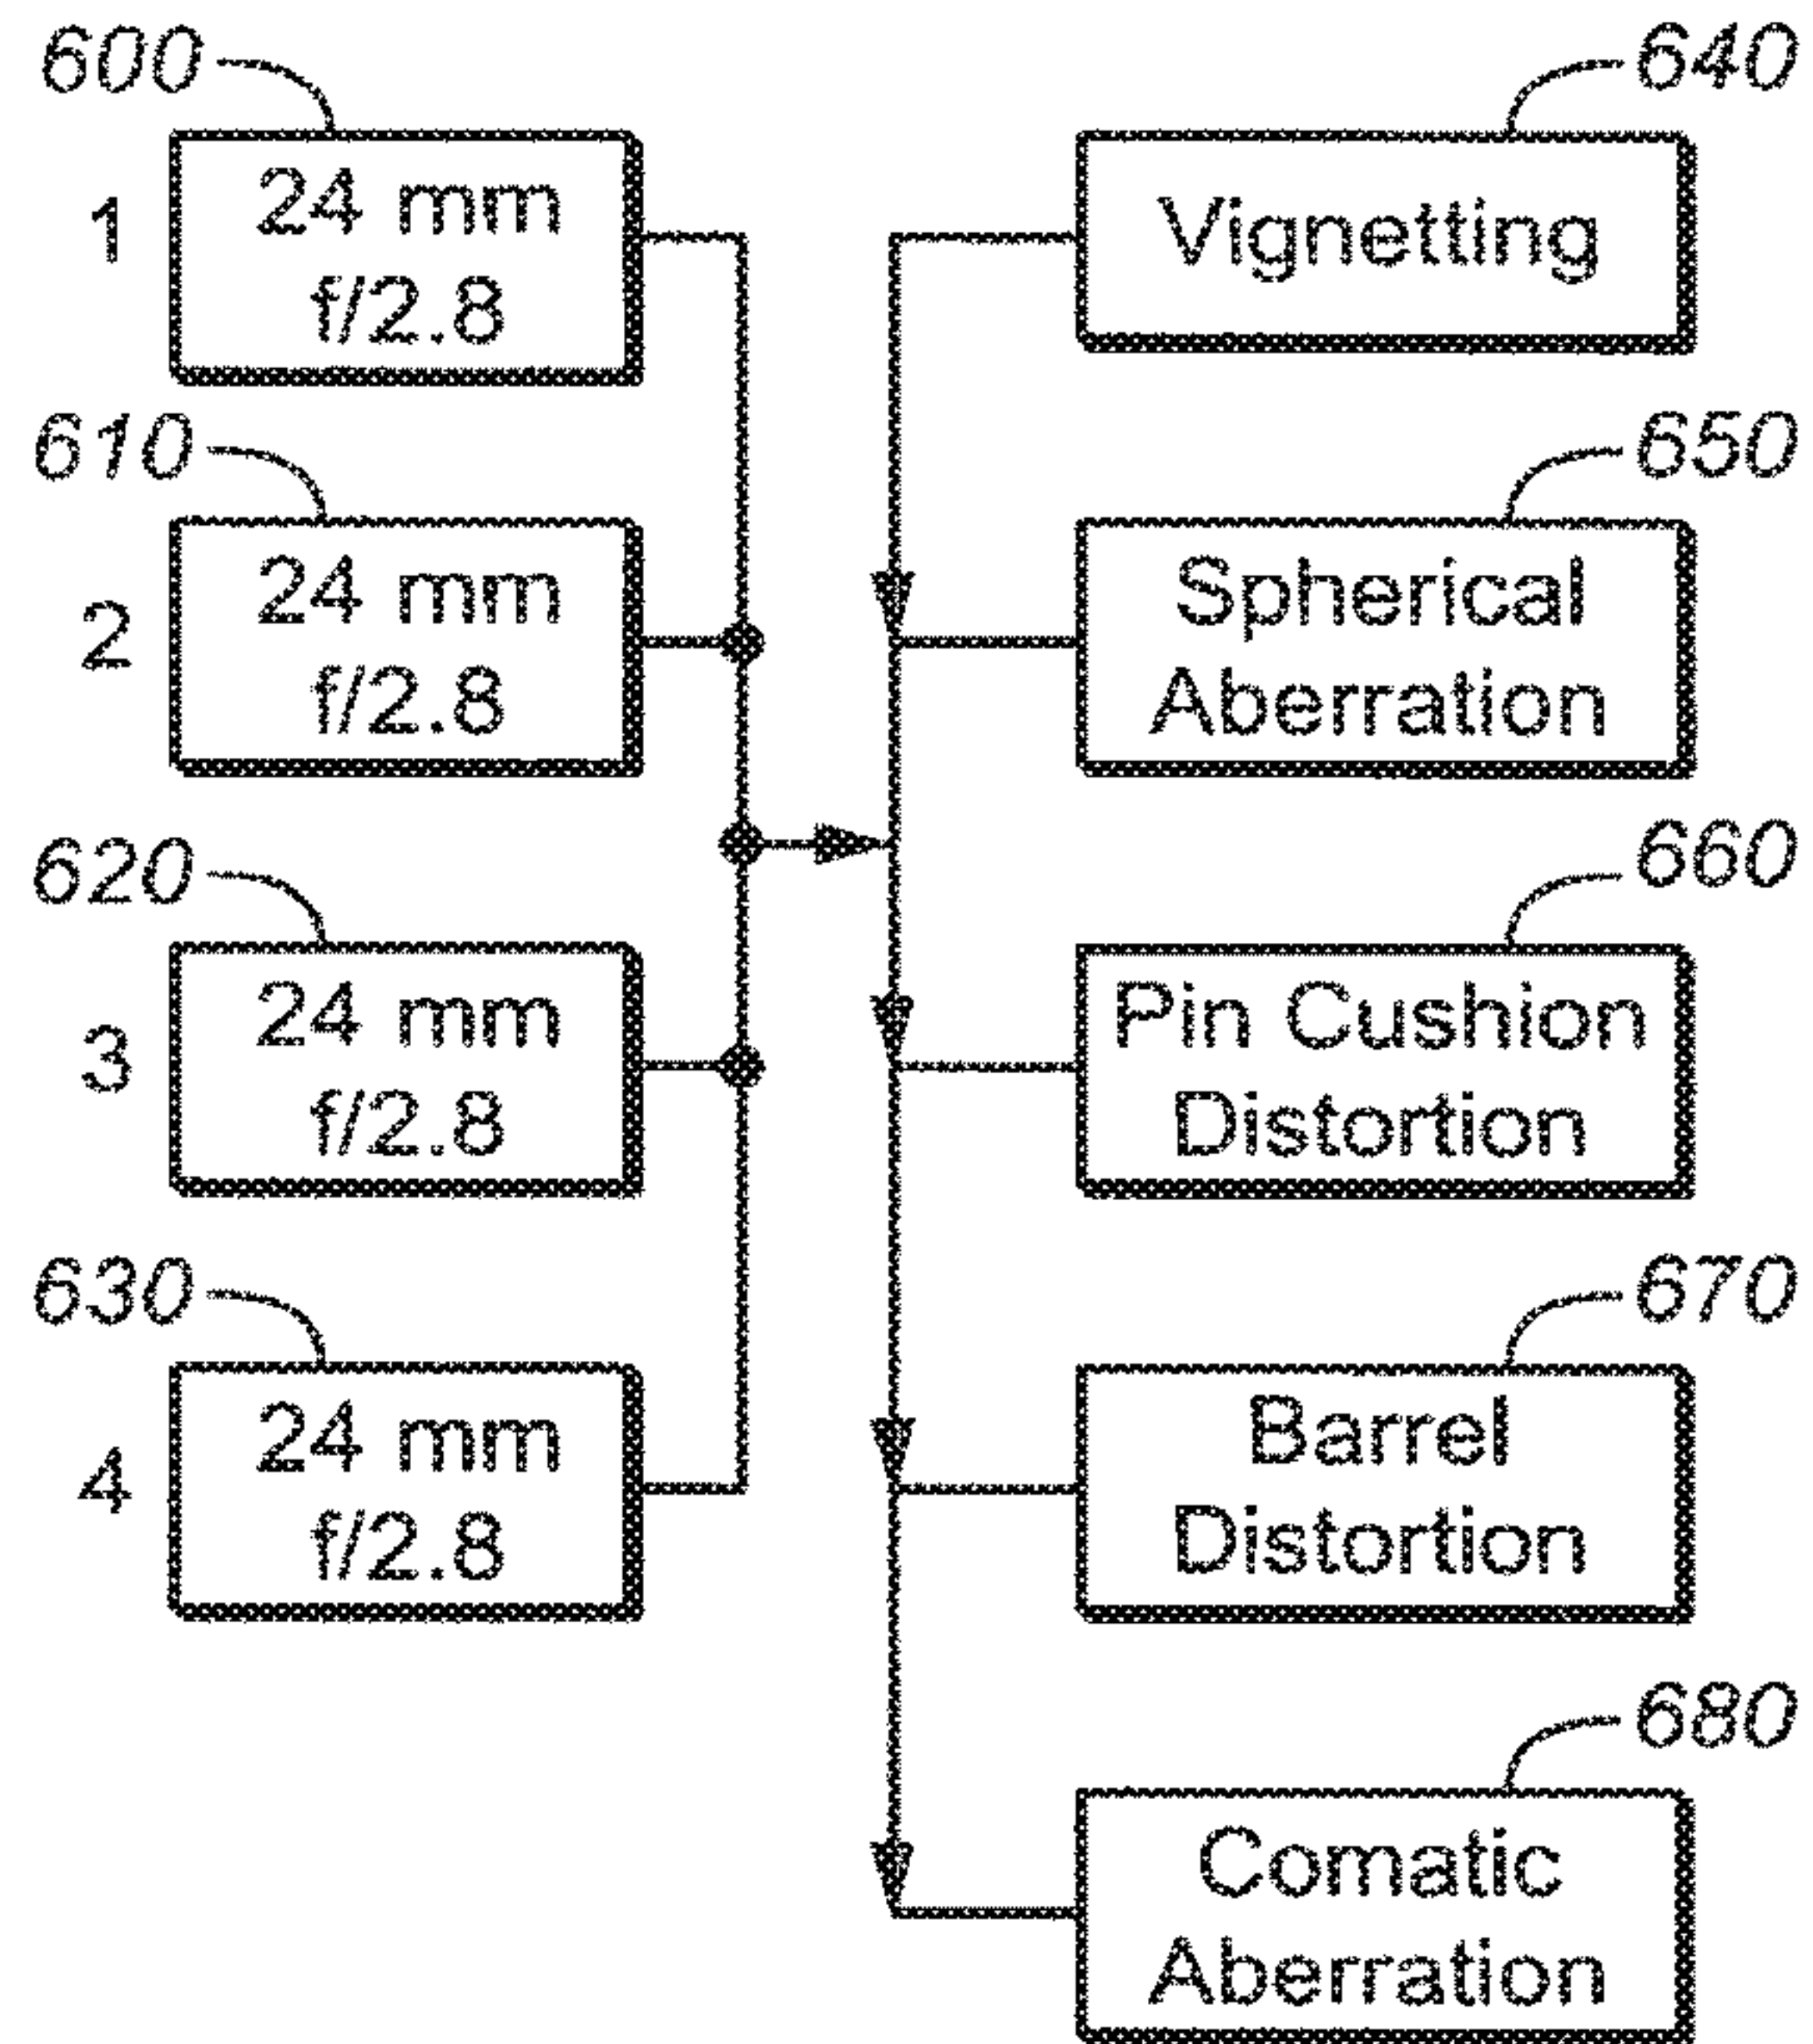 600
640
1
24 mm
f/2.8
Vignetting
610
650
2
24 mm
f/2.8
Spherical
Aberration
620
660
3
24 mm
f/2.8
Pin Cushion
Distortion
630
670
4
24 mm
f/2.8
Barrel
Distortion
680
Comatic
Aberration